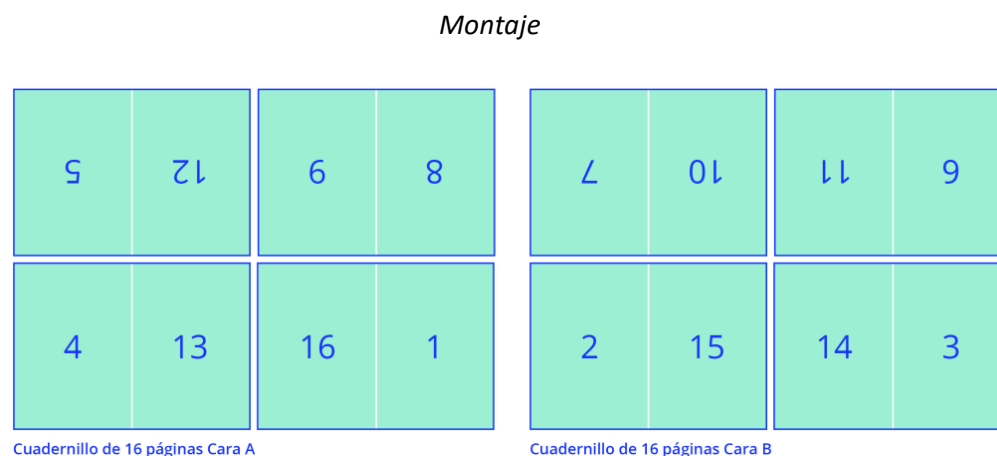 Montaje
5 12 9 8 7 10 11 6
4 13 16 1 2 15 14 3
Cuadernillo de 16 páginas Cara A Cuadernillo de 16 páginas Cara B